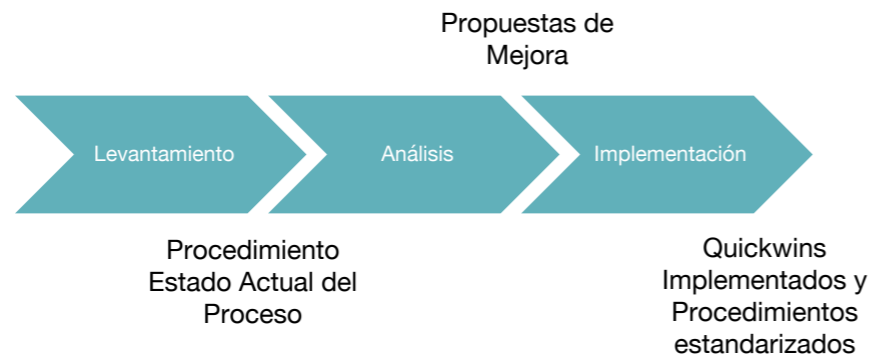 Propuestas de
Mejora
Levantamiento
Análisis
Implementación
Procedimiento
Estado Actual del
Proceso
Quickwins
Implementados y
Procedimientos
estandarizados